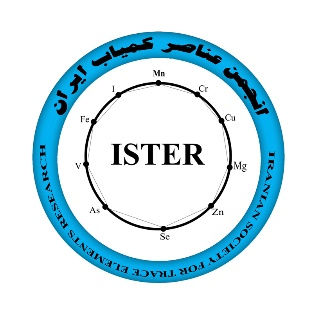 انجمن عناصر کمیاب ایران
Mn
Cr
Cu
Mg
Zn
Se
As
V
Fe
I
ISTER
IRANIAN SOCIETY FOR TRACE ELEMENTS RESEARCH